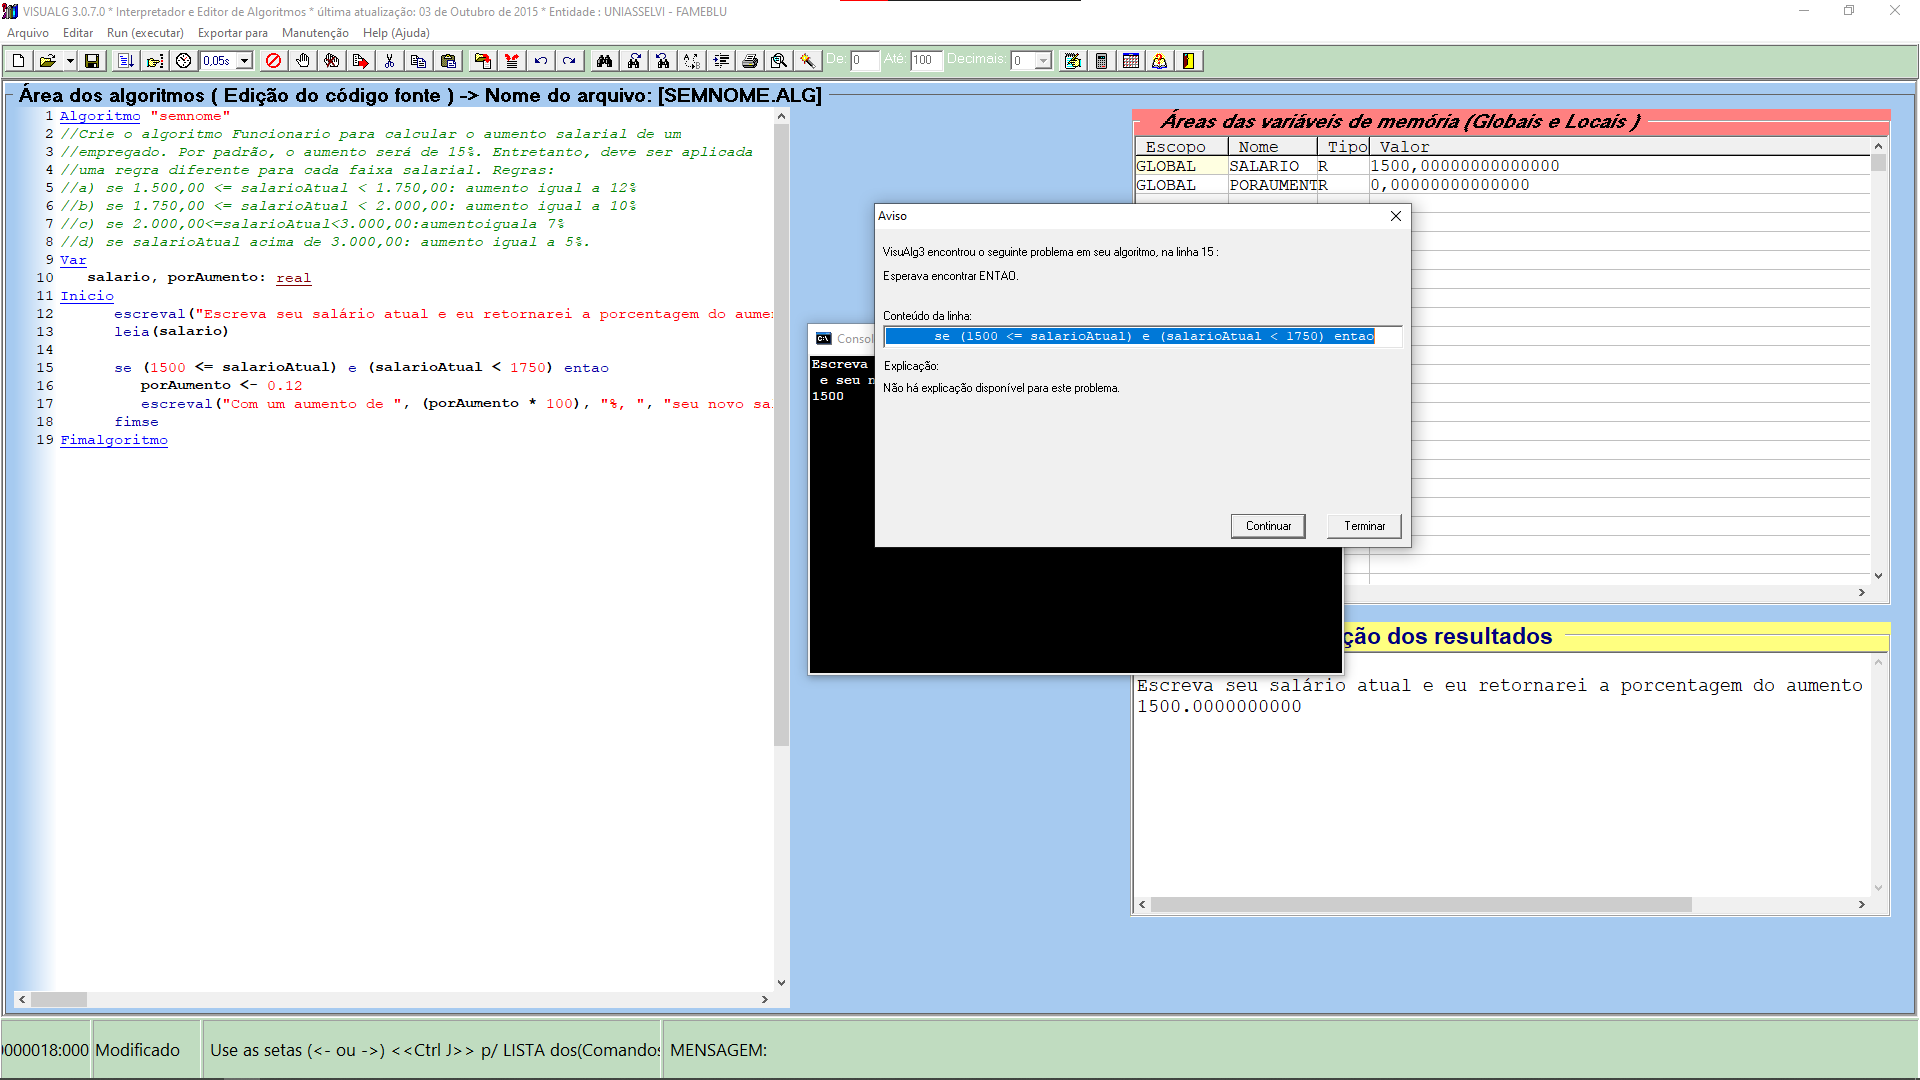 VISUALG 3.0.7.0 * Interpretador e Editor de Algoritmos * última atualização: 03 de Outubro de 2015 * Entidade : UNIASSELVI - FAMEBLU
Arquivo Editar Run (executar) Exportar para Manutenção Help (Ajuda)
0,05s De: 0 Até: 100 Decimais: 0
Área dos algoritmos ( Edição do código fonte ) -> Nome do arquivo: [SEMNOME.ALG]
1 Algoritmo "semnome"
2 //Crie o algoritmo Funcionario para calcular o aumento salarial de um
3 //empregado. Por padrão, o aumento será de 15%. Entretanto, deve ser aplicada
4 //uma regra diferente para cada faixa salarial. Regras:
5 //a) se 1.500,00 <= salarioAtual < 1.750,00: aumento igual a 12%
6 //b) se 1.750,00 <= salarioAtual < 2.000,00: aumento igual a 10%
7 //c) se 2.000,00<=salarioAtual<3.000,00:aumentoiguala 7%
8 //d) se salarioAtual acima de 3.000,00: aumento igual a 5%.
9 Var
10 salario, porAumento: real
11 Inicio
12 escreval("Escreva seu salário atual e eu retornarei a porcentagem do aume
13 leia(salario)
14
15 se (1500 <= salarioAtual) e (salarioAtual < 1750) entao
16 porAumento <- 0.12
17 escreval("Com um aumento de ", (porAumento * 100), "%, ", "seu novo sa
18 fimse
19 Fimalgoritmo
Áreas das variáveis de memória (Globais e Locais )
Escopo Nome Tipo Valor
GLOBAL SALARIO R 1500,00000000000000
GLOBAL PORAUMENTR 0,00000000000000
Consol
Escreva
e seu n
1500
Aviso
VisuAlg3 encontrou o seguinte problema em seu algoritmo, na linha 15 :
Esperava encontrar ENTAO.
Conteúdo da linha:
se (1500 <= salarioAtual) e (salarioAtual < 1750) entao
Explicação:
Não há explicação disponível para este problema.
Continuar Terminar
ção dos resultados
Escreva seu salário atual e eu retornarei a porcentagem do aumento
1500.0000000000
0000018:000 Modificado Use as setas (<- ou ->) <<Ctrl J>> p/ LISTA dos(Comandos MENSAGEM: